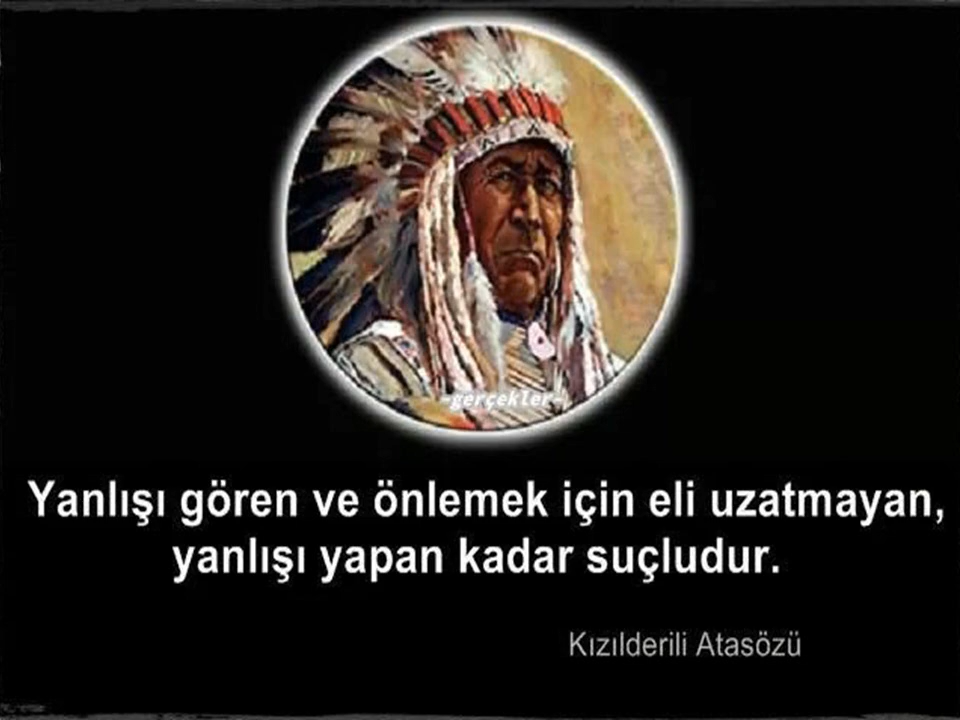 -gerçekler-
Yanlışı gören ve önlemek için eli uzatmayan,
yanlışı yapan kadar suçludur.
Kızılderili Atasözü